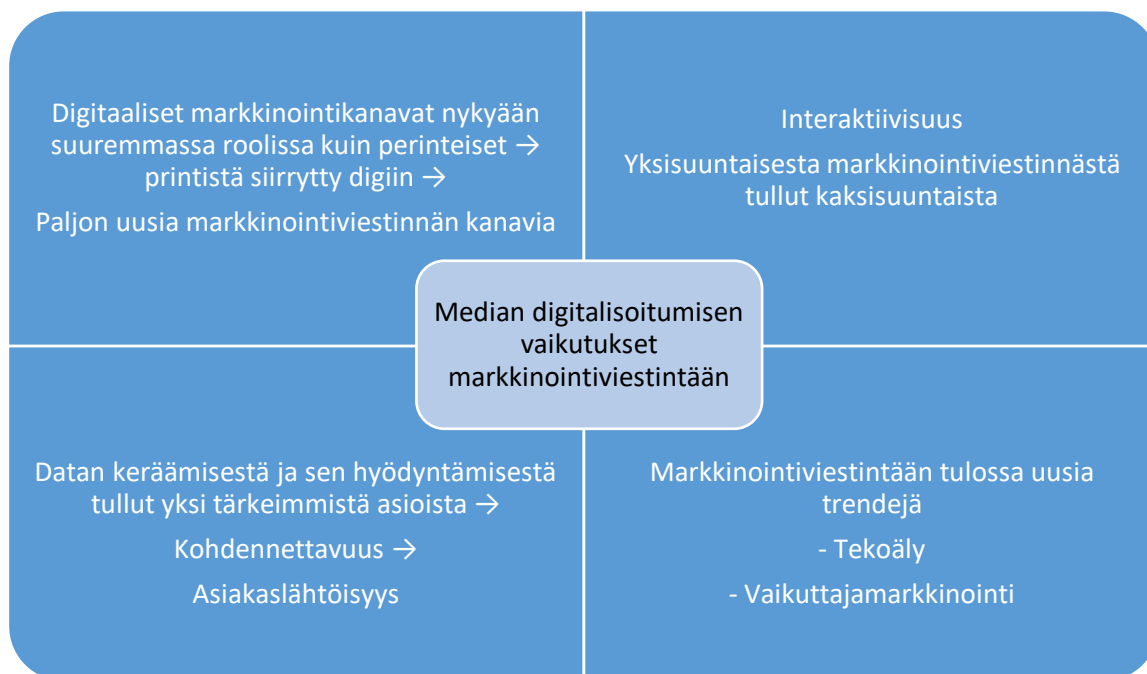 Digitaaliset markkinointikanavat nykyään
suuremmassa roolissa kuin perinteiset →
printistä siirrytty digiin →
Paljon uusia markkinointiviestinnän kanavia
Interaktiivisuus
Yksisuuntaisesta markkinointiviestinnästä
tullut kaksisuuntaista
Median digitalisoitumisen
vaikutukset
markkinointiviestintään
Datan keräämisestä ja sen hyödyntämisestä
tullut yksi tärkeimmistä asioista →
Kohdennettavuus →
Asiakaslähtöisyys
Markkinointiviestintään tulossa uusia
trendejä
- Tekoäly
- Vaikuttajamarkkinointi